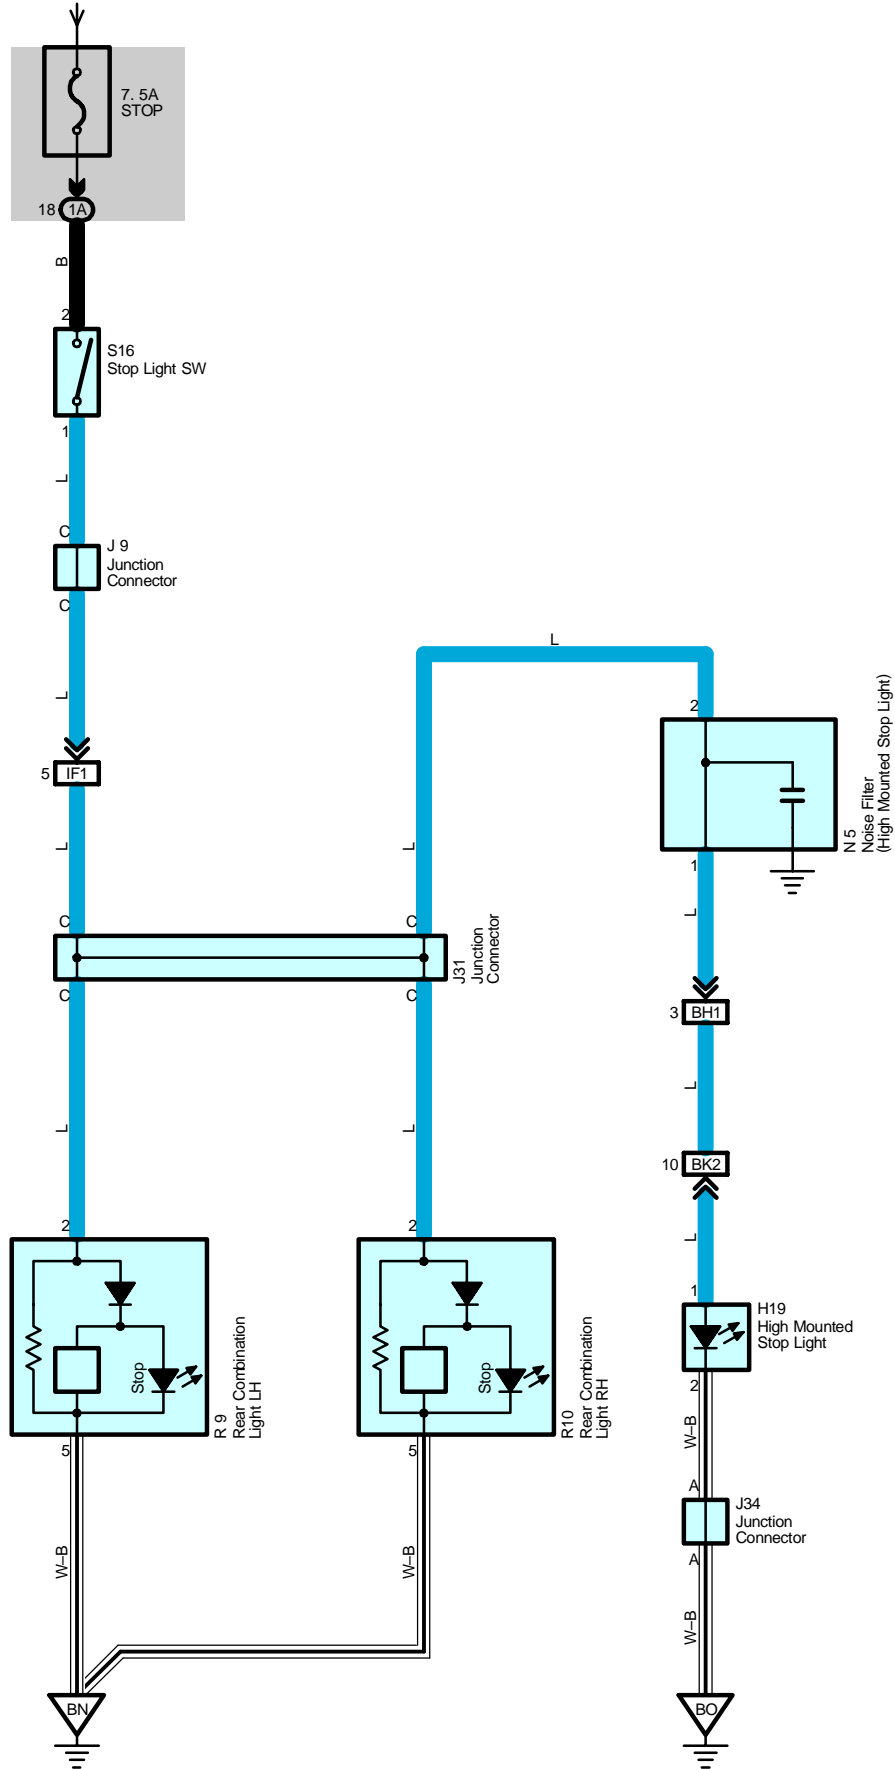 7. 5A
STOP
18
1A
B
2
S16
Stop Light SW
1
L
C
J 9
Junction
Connector
C
L
5
IF1
L
C
C
L
2
Stop
R 9
Rear Combination
Light LH
5
W–B
BN
L
L
C
C
J31
Junction
Connector
L
2
Stop
R10
Rear Combination
Light RH
5
W–B
2
N 5
Noise Filter
(High Mounted Stop Light)
1
L
3
BH1
L
10
BK2
L
1
H19
High Mounted
Stop Light
2
W–B
A
J34
Junction
Connector
A
W–B
BO